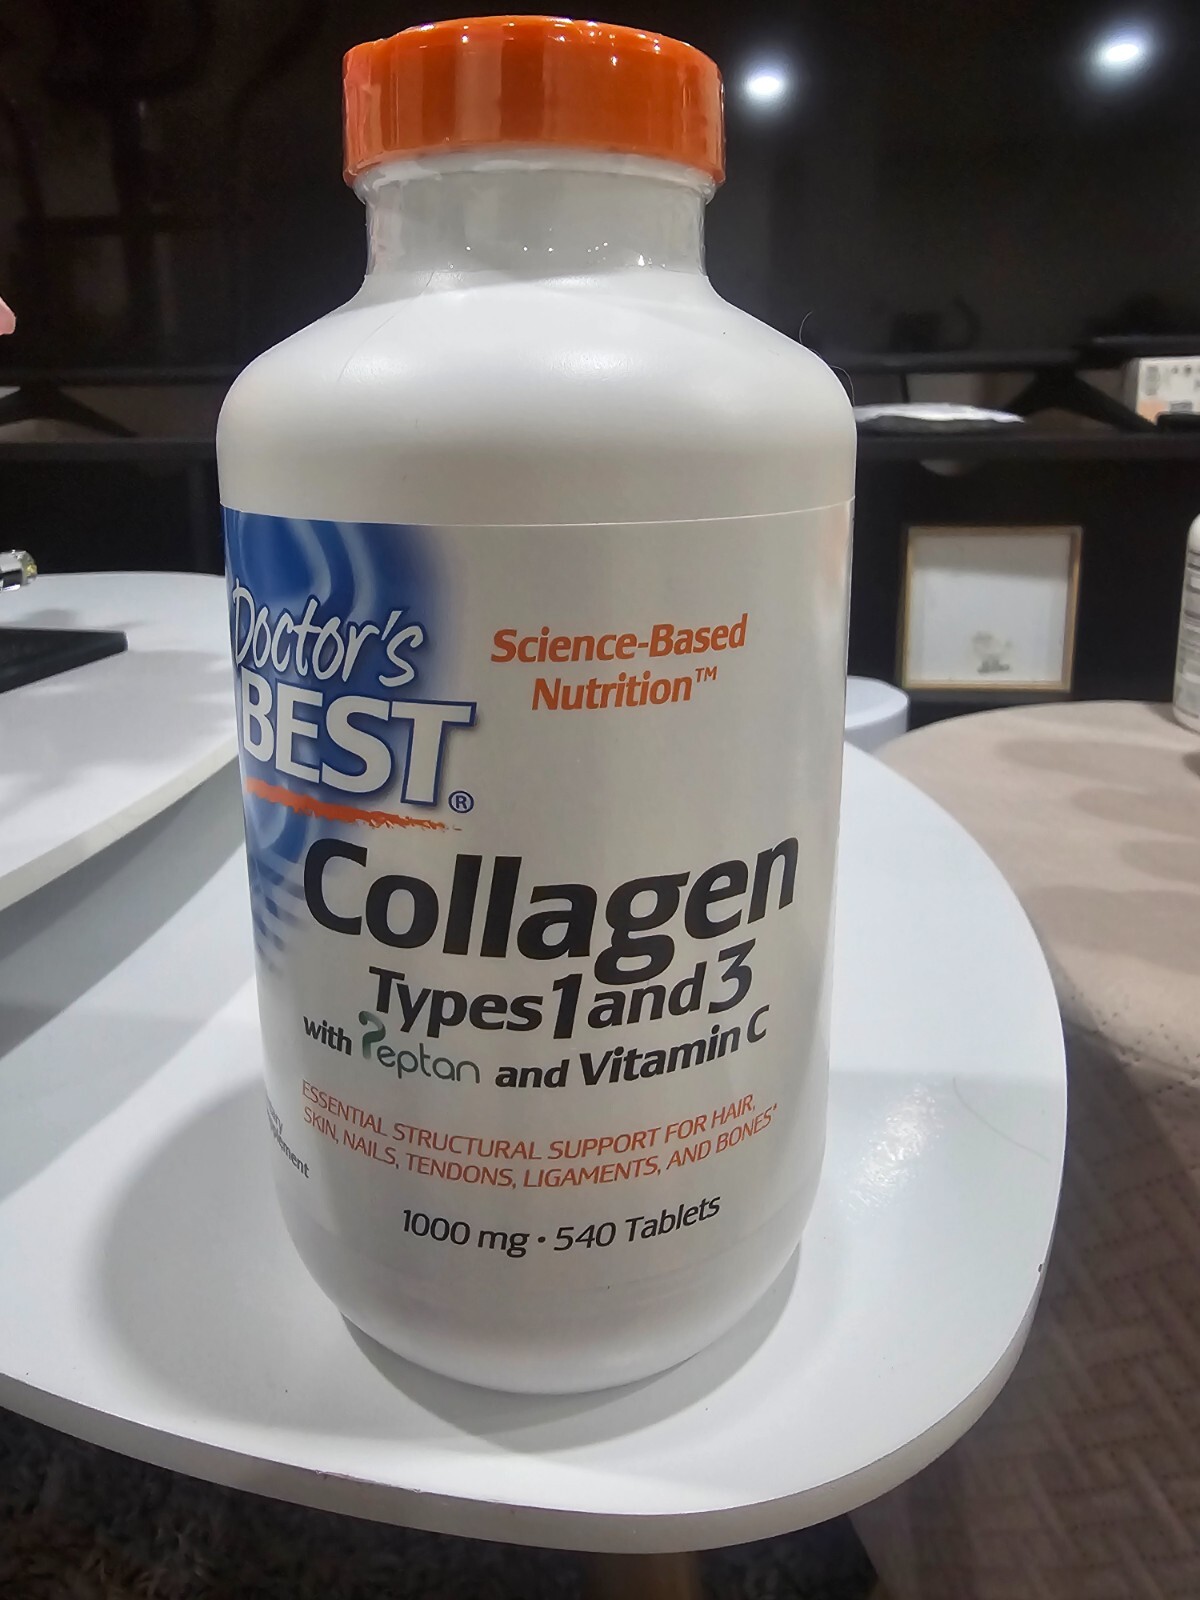 Doctor's
BEST®
Science-Based
Nutrition™
Collagen
Types 1 and 3
with Peptan and Vitamin C
ESSENTIAL STRUCTURAL SUPPORT FOR HAIR,
SKIN, NAILS, TENDONS, LIGAMENTS, AND BONES*
1000 mg • 540 Tablets